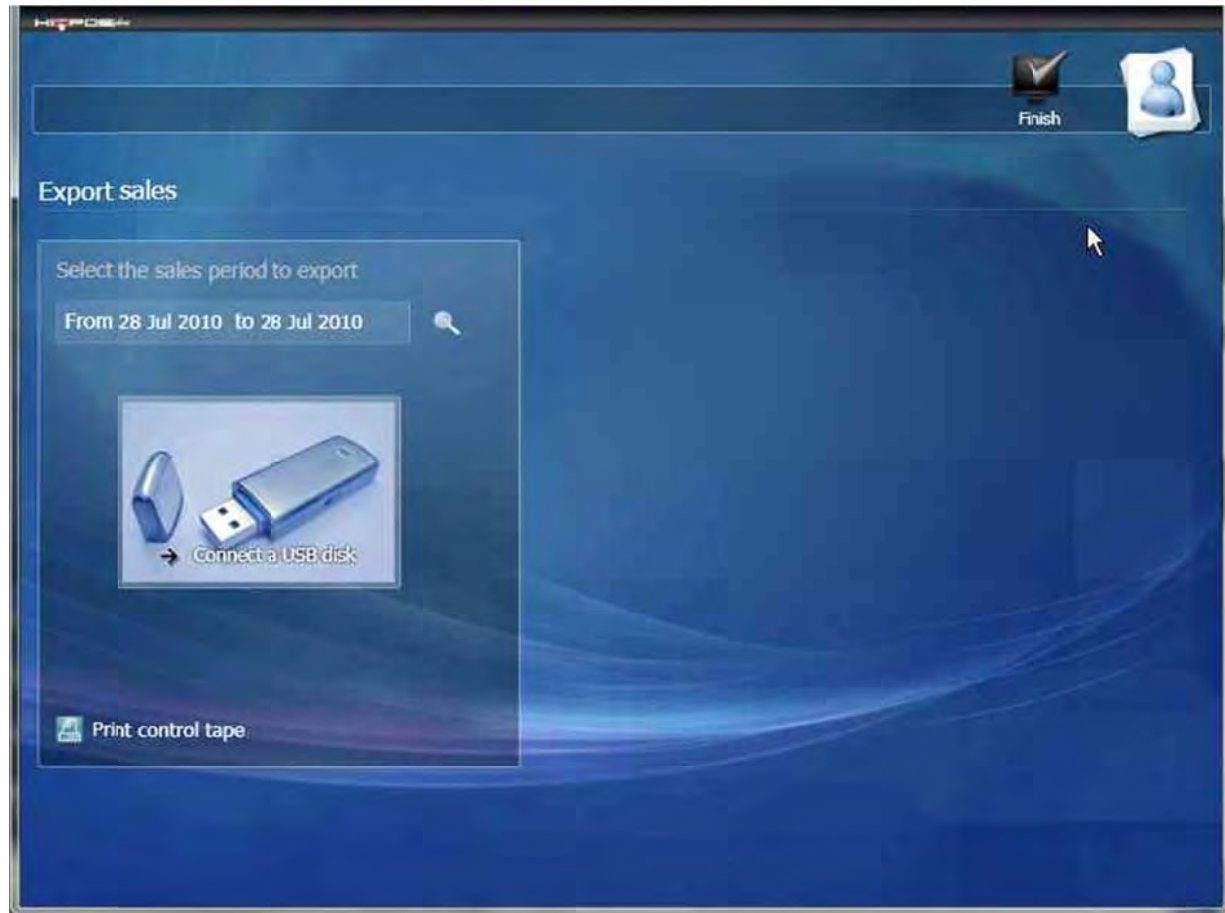 Finish
Export sales
Select the sales period to export
From 28 Jul 2010 to 28 Jul 2010
Connect a USB disk
Print control tape